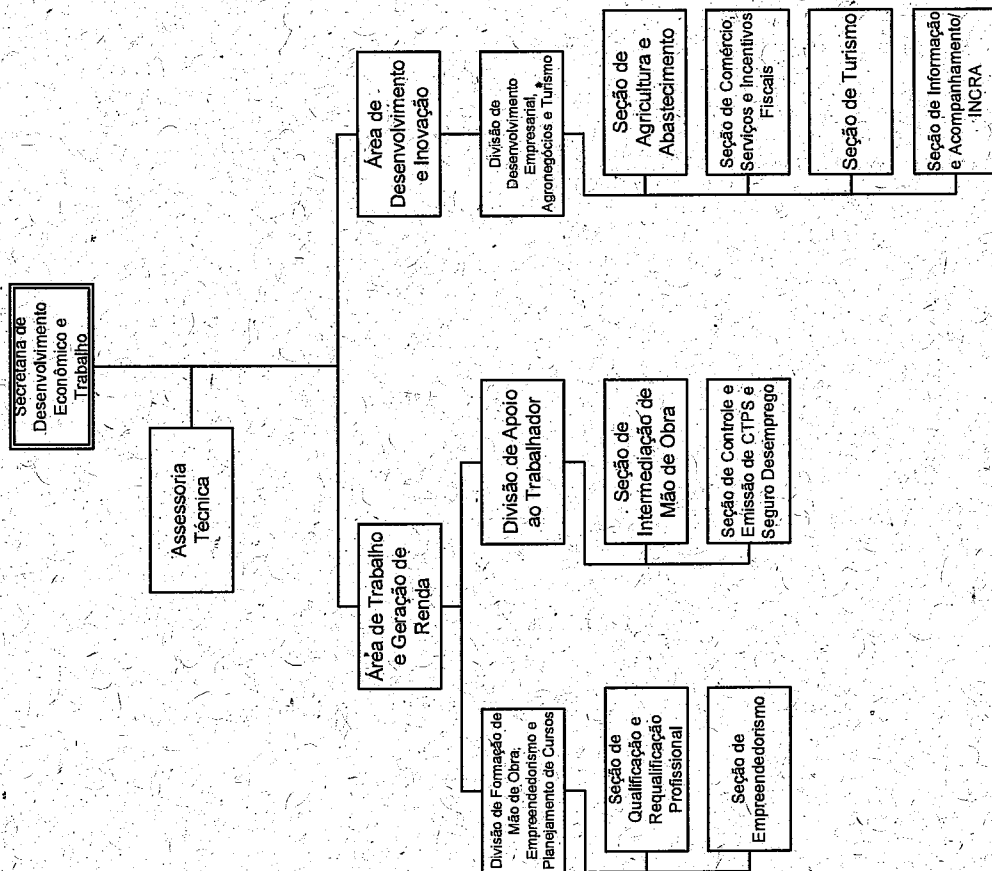 Secretaria de
Desenvolvimento
Econômico e
Trabalho
Assessoria
Técnica
Área de Trabalho
e Geração de
Renda
Área de
Desenvolvimento
e Inovação
Divisão de Formação de
Mão de Obra,
Empreendedorismo e
Planejamento de Cursos
Divisão de Apoio
ao Trabalhador
Divisão de
Desenvolvimento
Empresarial,
Agronegócios e Turismo
Seção de
Qualificação e
Requalificação
Profissional
Seção de
Empreendedorismo
Seção de
Intermediação de
Mão de Obra
Seção de Controle e
Emissão de CTPS e
Seguro Desemprego
Seção de
Agricultura e
Abastecimento
Seção de Comércio,
Serviços e Incentivos
Fiscais
Seção de Turismo
Seção de Informação
e Acompanhamento/
INCRA